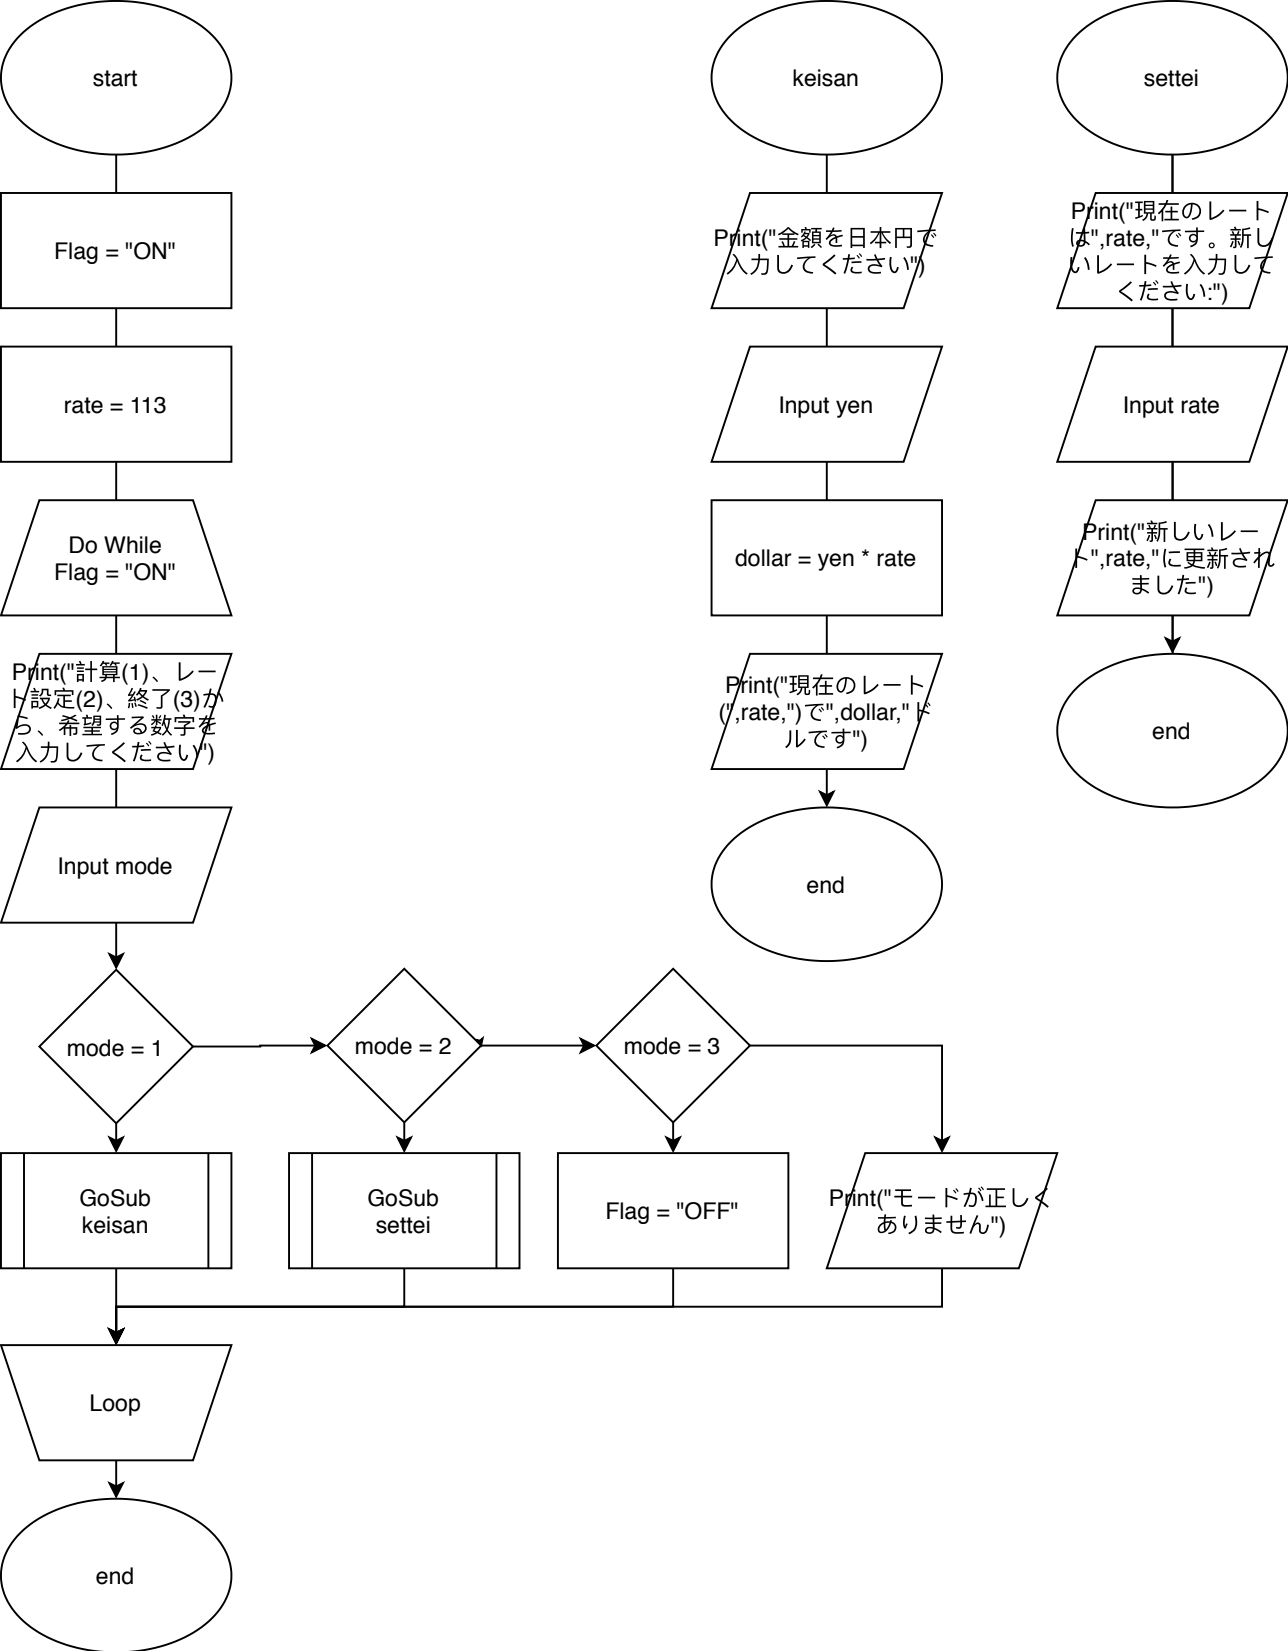 start
Flag = "ON"
rate = 113
Do While
Flag = "ON"
Print("計算(1)、レー
ト設定(2)、終了(3)か
ら、希望する数字を
入力してください")
Input mode
mode = 1
mode = 2
mode = 3
GoSub
keisan
GoSub
settei
Flag = "OFF"
Print("モードが正しく
ありません")
Loop
end
keisan
Print("金額を日本円で
入力してください")
Input yen
dollar = yen * rate
Print("現在のレート
(",rate,")で",dollar,"ド
ルです")
end
settei
Print("現在のレート
は",rate,"です。新し
いレートを入力して
ください:")
Input rate
Print("新しいレー
ト",rate,"に更新され
ました")
end